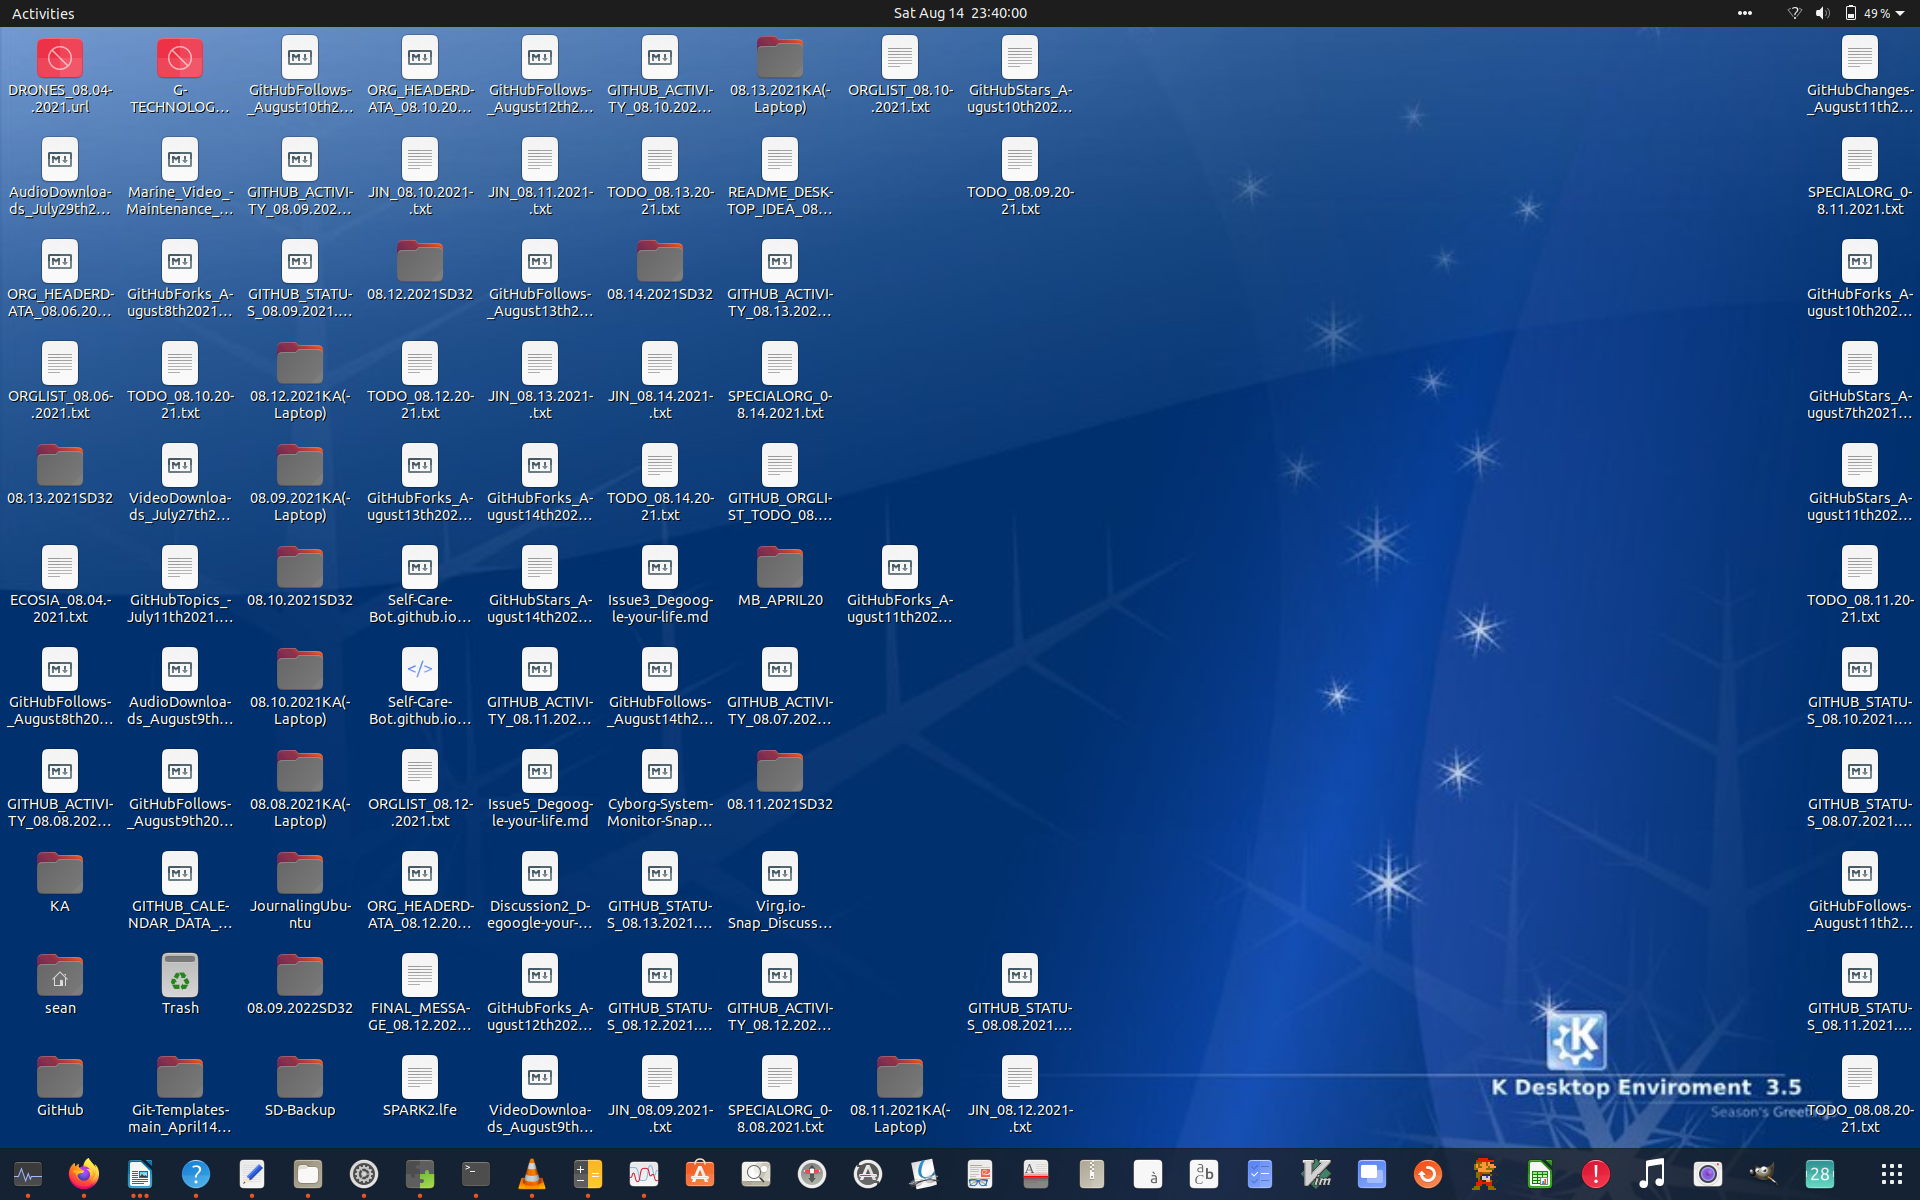 Activities
Sat Aug 14 23:40:00
49 %
DRONES_08.04-
.2021.url
G-
TECHNOLOG...
GitHubFollows-
_August10th2...
ORG_HEADERD-
ATA_08.10.20...
GitHubFollows-
_August12th2...
GITHUB_ACTIVI-
TY_08.10.202...
08.13.2021KA(-
Laptop)
ORGLIST_08.10-
.2021.txt
GitHubStars_A-
ugust10th202...
GitHubChanges-
_August11th2...
AudioDownloa-
ds_July29th2...
Marine_Video_-
Maintenance_...
GITHUB_ACTIVI-
TY_08.09.202...
JIN_08.10.2021-
.txt
JIN_08.11.2021-
.txt
TODO_08.13.20-
21.txt
README_DESK-
TOP_IDEA_08...
TODO_08.09.20-
21.txt
SPECIALORG_0-
8.11.2021.txt
ORG_HEADERD-
ATA_08.06.20...
GitHubForks_A-
ugust8th2021...
GITHUB_STATU-
S_08.09.2021....
08.12.2021SD32
GitHubFollows-
_August13th2...
08.14.2021SD32
GITHUB_ACTIVI-
TY_08.13.202...
GitHubForks_A-
ugust10th202...
ORGLIST_08.06-
.2021.txt
TODO_08.10.20-
21.txt
08.12.2021KA(-
Laptop)
TODO_08.12.20-
21.txt
JIN_08.13.2021-
.txt
JIN_08.14.2021-
.txt
SPECIALORG_0-
8.14.2021.txt
GitHubStars_A-
ugust7th2021...
08.13.2021SD32
VideoDownloa-
ds_July27th2...
08.09.2021KA(-
Laptop)
GitHubForks_A-
ugust13th202...
GitHubForks_A-
ugust14th202...
TODO_08.14.20-
21.txt
GITHUB_ORGLI-
ST_TODO_08....
GitHubStars_A-
ugust11th202...
ECOSIA_08.04.-
2021.txt
GitHubTopics_-
July11th2021....
08.10.2021SD32
Self-Care-
Bot.github.io...
GitHubStars_A-
ugust14th202...
Issue3_Degoog-
le-your-life.md
MB_APRIL20
GitHubForks_A-
ugust11th202...
TODO_08.11.20-
21.txt
GitHubFollows-
_August8th20...
AudioDownloa-
ds_August9th...
08.10.2021KA(-
Laptop)
Self-Care-
Bot.github.io...
GITHUB_ACTIVI-
TY_08.11.202...
GitHubFollows-
_August14th2...
GITHUB_ACTIVI-
TY_08.07.202...
GITHUB_STATU-
S_08.10.2021....
GITHUB_ACTIVI-
TY_08.08.202...
GitHubFollows-
_August9th20...
08.08.2021KA(-
Laptop)
ORGLIST_08.12-
.2021.txt
Issue5_Degoog-
le-your-life.md
Cyborg-System-
Monitor-Snap...
08.11.2021SD32
GITHUB_STATU-
S_08.07.2021....
KA
GITHUB_CALE-
NDAR_DATA_...
JournalingUbu-
ntu
ORG_HEADERD-
ATA_08.12.20...
Discussion2_D-
egoogle-your-...
GITHUB_STATU-
S_08.13.2021....
Virg.io-
Snap_Discuss...
GitHubFollows-
_August11th2...
sean
Trash
08.09.2022SD32
FINAL_MESSA-
GE_08.12.202...
GitHubForks_A-
ugust12th202...
GITHUB_STATU-
S_08.12.2021....
GITHUB_ACTIVI-
TY_08.12.202...
GITHUB_STATU-
S_08.08.2021....
GITHUB_STATU-
S_08.11.2021....
K Desktop Enviroment 3.5
Season's Greet
GitHub
Git-Templates-
main_April14...
SD-Backup
SPARK2.lfe
VideoDownloa-
ds_August9th...
JIN_08.09.2021-
.txt
SPECIALORG_0-
8.08.2021.txt
08.11.2021KA(-
Laptop)
JIN_08.12.2021-
.txt
TODO_08.08.20-
21.txt
28